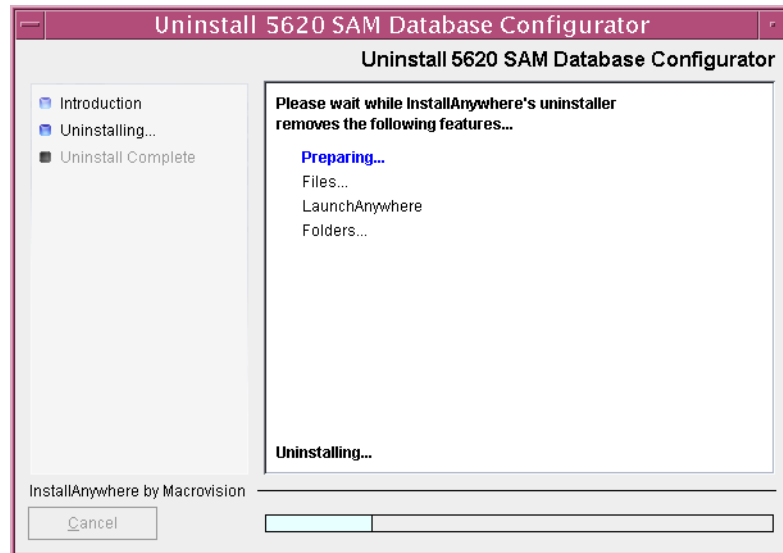 Uninstall 5620 SAM Database Configurator
Uninstall 5620 SAM Database Configurator
Introduction
Uninstalling...
Uninstall Complete
Please wait while InstallAnywhere's uninstaller
removes the following features...
Preparing...
Files...
LaunchAnywhere
Folders...
Uninstalling...
InstallAnywhere by Macrovision
Cancel